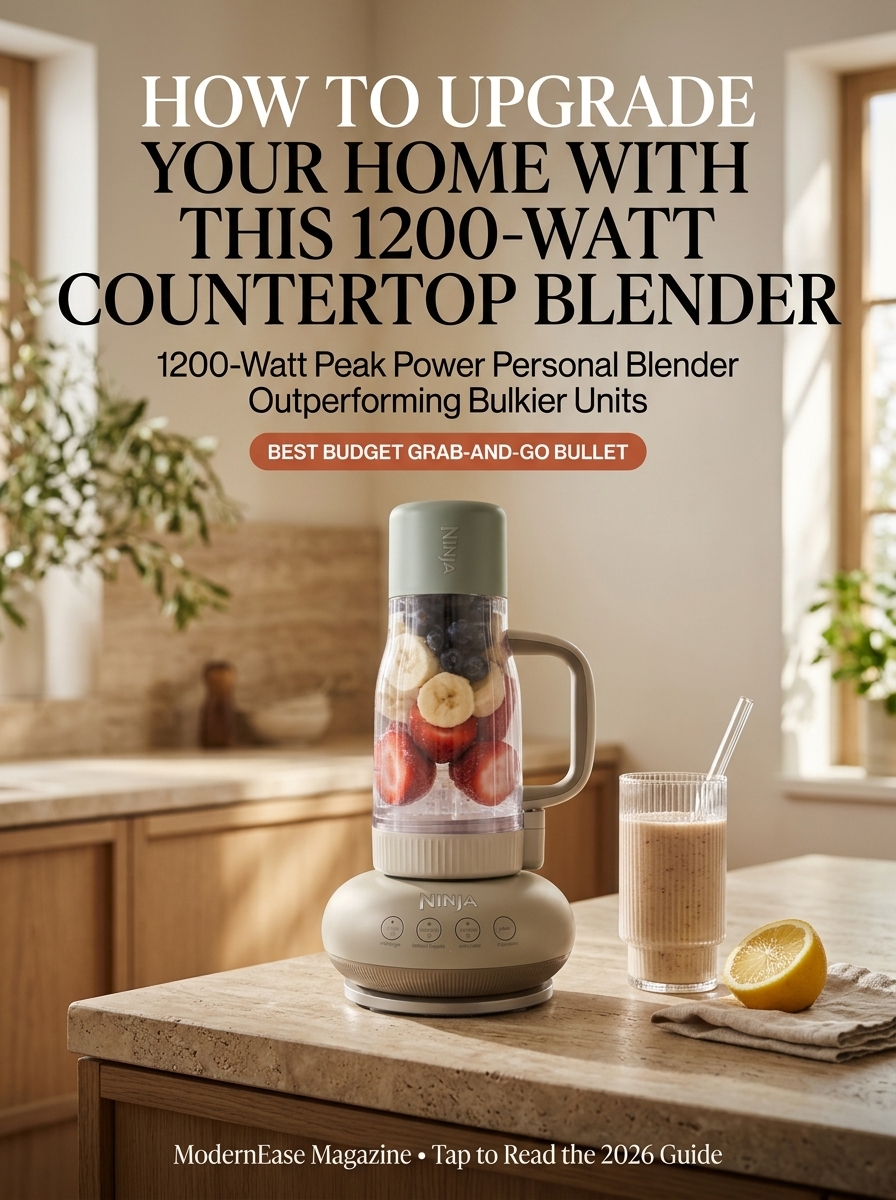 HOW TO UPGRADE
YOUR HOME WITH
THIS 1200-WATT
COUNTERTOP BLENDER
1200-Watt Peak Power Personal Blender
Outperforming Bulkier Units
BEST BUDGET GRAB-AND-GO BULLET
NINJA
NINJA
ModernEase Magazine • Tap to Read the 2026 Guide